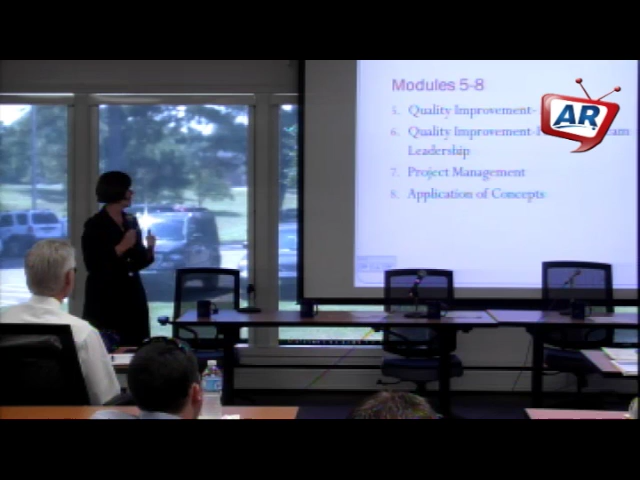 Modules 5-8
AR
5. Quality Improvement-
6. Quality Improvement-
Leadership
7. Project Management
8. Application of Concepts